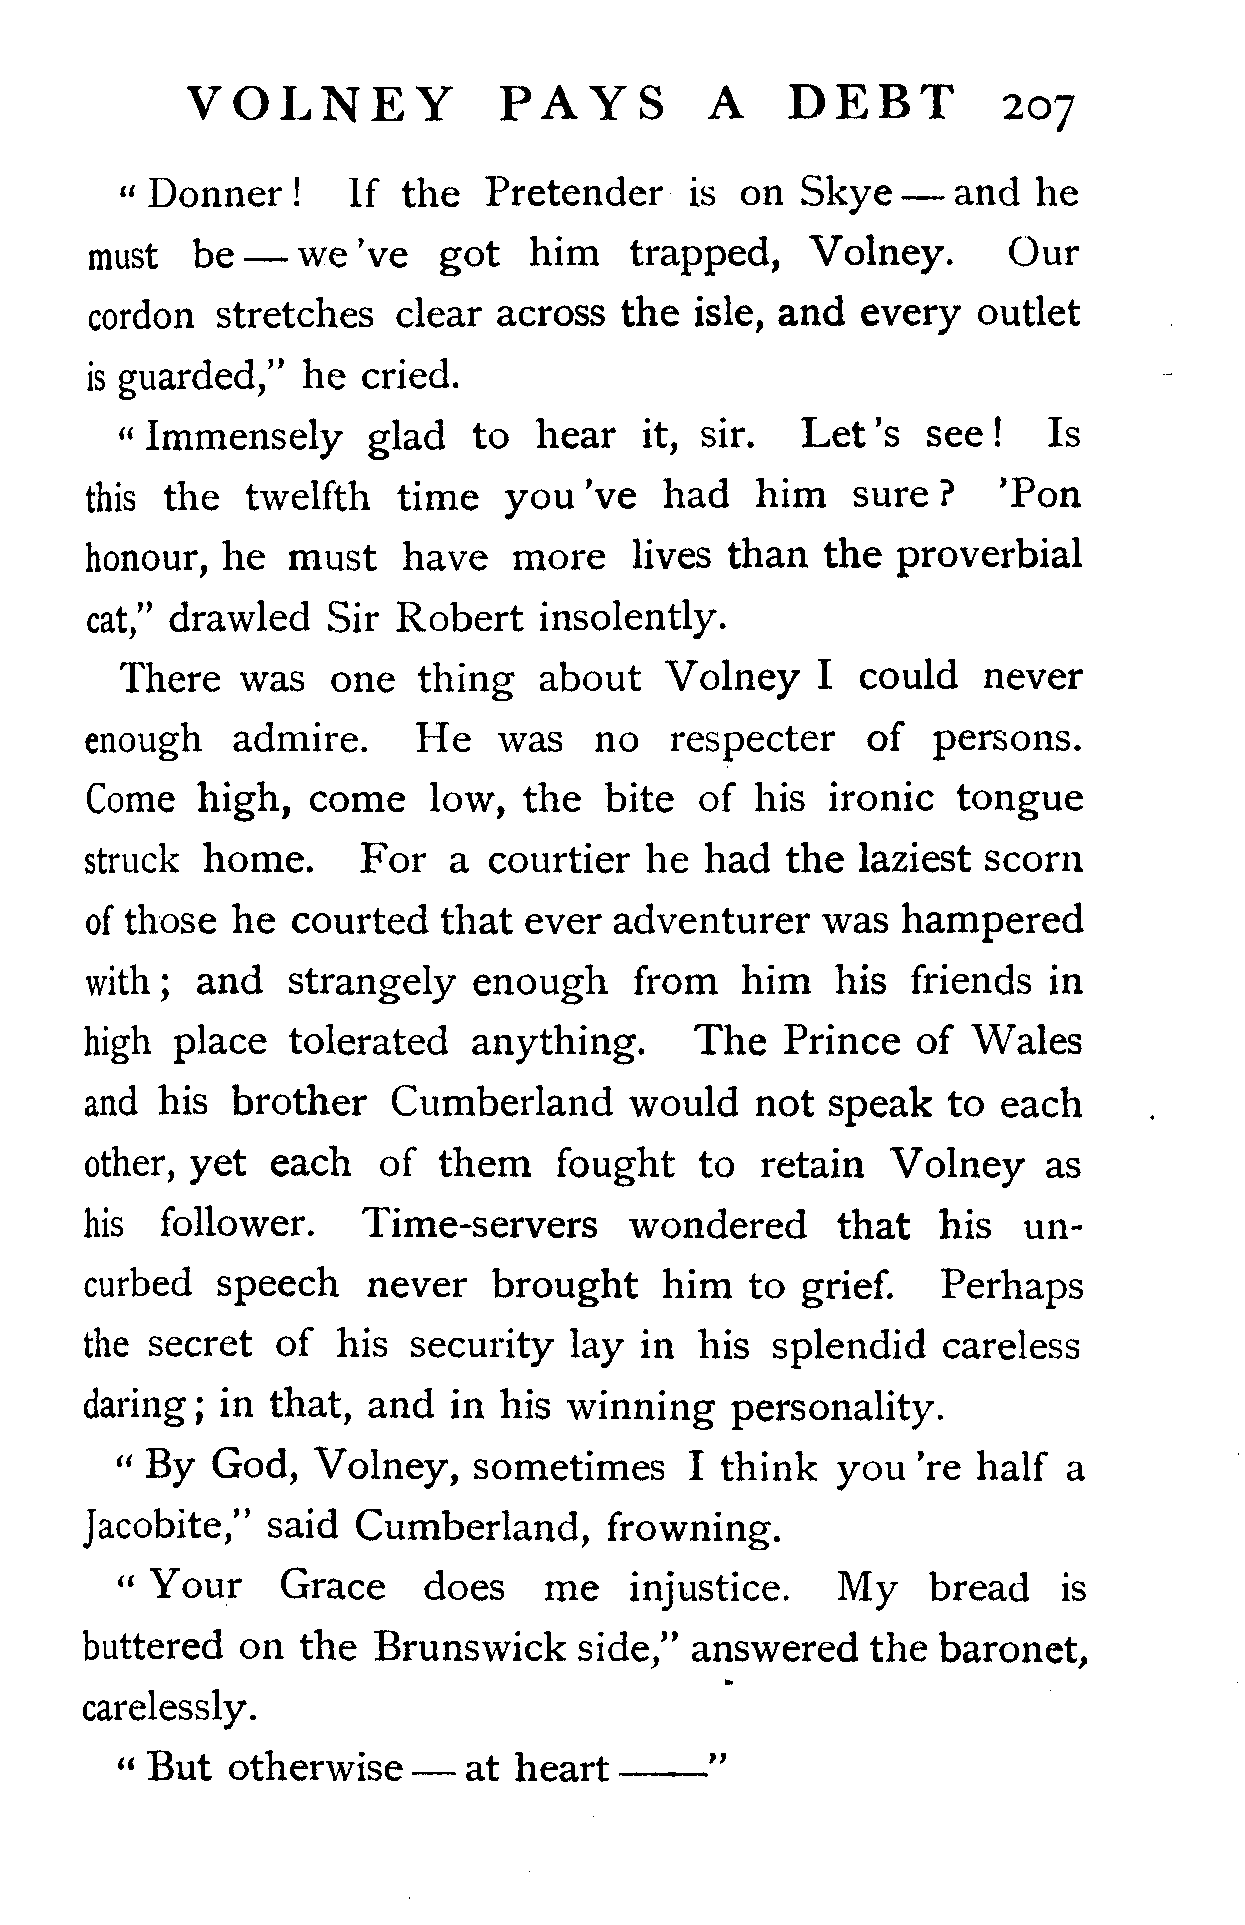 VOLNEY PAYS A DEBT 207
“ Donner ! If the Pretender is on Skye — and he
must be — we 've got him trapped, Volney. Our
cordon stretches clear across the isle, and every outlet
is guarded,” he cried.
“ Immensely glad to hear it, sir. Let 's see ! Is
this the twelfth time you 've had him sure ? 'Pon
honour, he must have more lives than the proverbial
cat,” drawled Sir Robert insolently.
There was one thing about Volney I could never
enough admire. He was no respecter of persons.
Come high, come low, the bite of his ironic tongue
struck home. For a courtier he had the laziest scorn
of those he courted that ever adventurer was hampered
with ; and strangely enough from him his friends in
high place tolerated anything. The Prince of Wales
and his brother Cumberland would not speak to each
other, yet each of them fought to retain Volney as
his follower. Time-servers wondered that his un-
curbed speech never brought him to grief. Perhaps
the secret of his security lay in his splendid careless
daring ; in that, and in his winning personality.
“ By God, Volney, sometimes I think you 're half a
Jacobite,” said Cumberland, frowning.
“ Your Grace does me injustice. My bread is
buttered on the Brunswick side,” answered the baronet,
carelessly.
“ But otherwise — at heart ——”